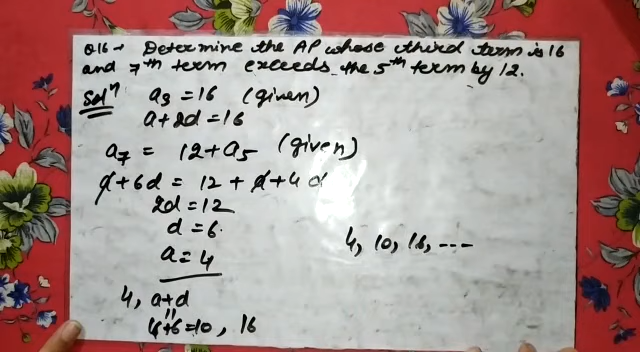 Q16→ Determine the AP whose third term is 16
and 7th term exceeds the 5th term by 12.
Solⁿ a₃ = 16 (given)
a+2d = 16
a₇ = 12+a₅ (given)
a+6d = 12 + a+4d
2d = 12
d = 6.
a = 4
4, 10, 16, ---
4, a+d
"
4+6=10, 16